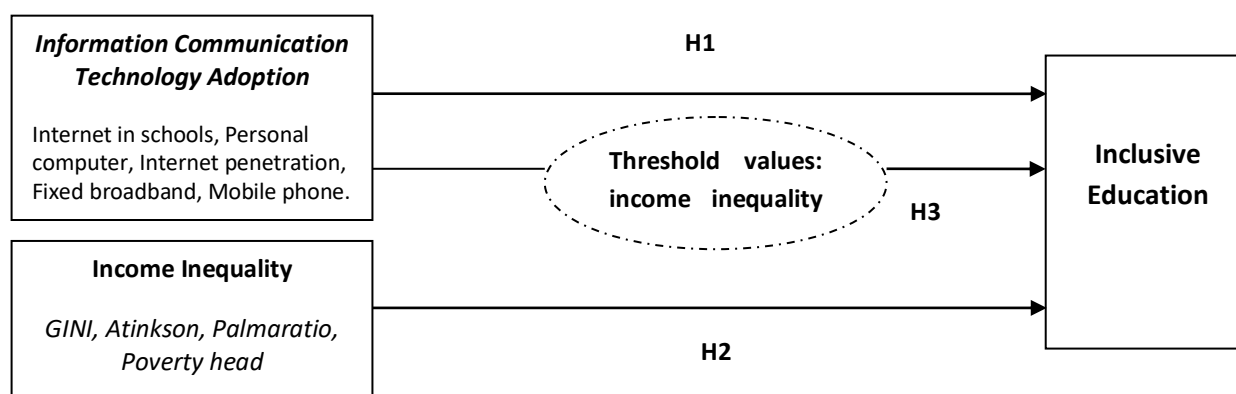 Information Communication
Technology Adoption
Internet in schools, Personal
computer, Internet penetration,
Fixed broadband, Mobile phone.
H1
Threshold values:
income inequality
H3
Inclusive
Education
Income Inequality
GINI, Atinkson, Palmaratio,
Poverty head
H2